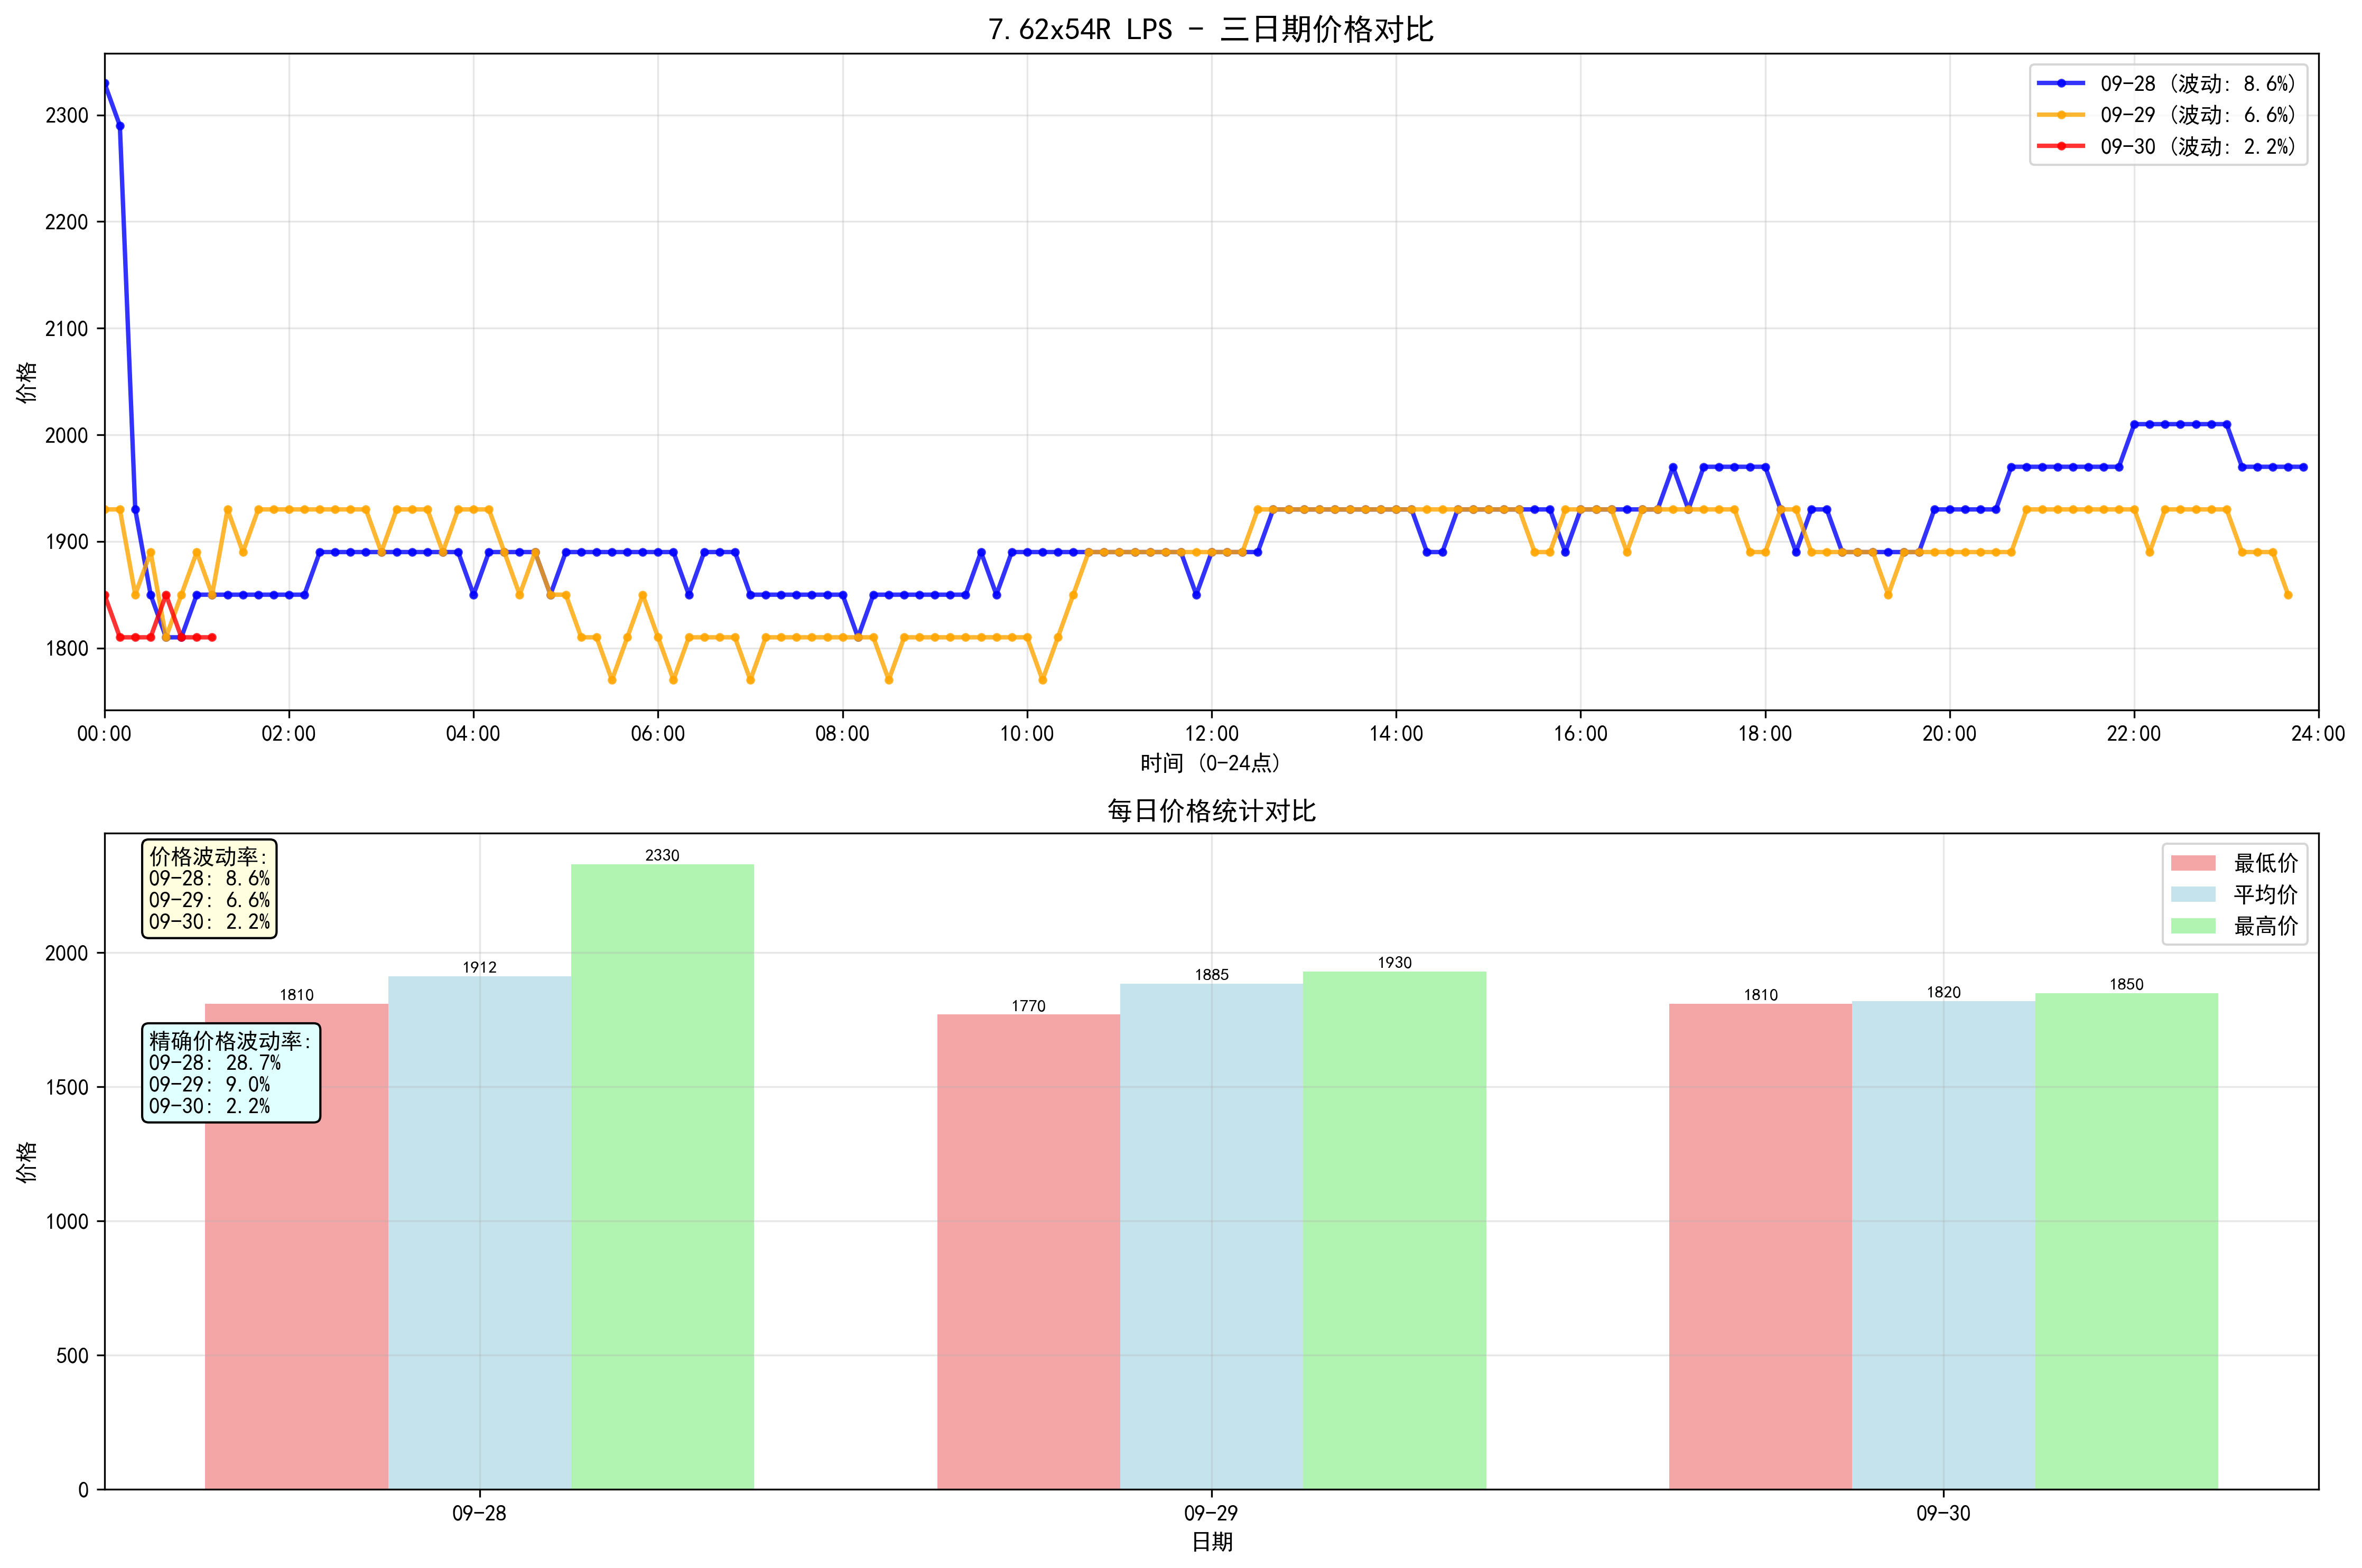 7.62x54R LPS - 三日期价格对比
09-28 (波动: 8.6%)
09-29 (波动: 6.6%)
09-30 (波动: 2.2%)
价格
2300
2200
2100
2000
1900
1800
00:00 02:00 04:00 06:00 08:00 10:00 12:00 14:00 16:00 18:00 20:00 22:00 24:00
时间 (0-24点)
每日价格统计对比
价格波动率:
09-28: 8.6%
09-29: 6.6%
09-30: 2.2%
精确价格波动率:
09-28: 28.7%
09-29: 9.0%
09-30: 2.2%
最低价
平均价
最高价
1810 1912 2330
1770 1885 1930
1810 1820 1850
价格
2000
1500
1000
500
0
09-28 09-29 09-30
日期